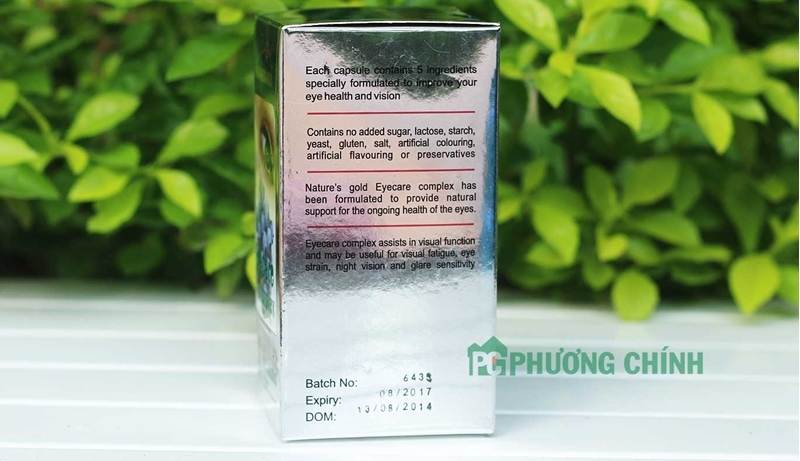 Each capsule contains 5 ingredients
specially formulated to improve your
eye health and vision
Contains no added sugar, lactose, starch,
yeast, gluten, salt, artificial colouring,
artificial flavouring or preservatives
Nature's gold Eyecare complex has
been formulated to provide natural
support for the ongoing health of the eyes.
Eyecare complex assists in visual function
and may be useful for visual fatigue, eye
strain, night vision and glare sensitivity
PC PHƯƠNG CHÍNH
Batch No: 6433
Expiry: 08/2017
DOM: 13/08/2014